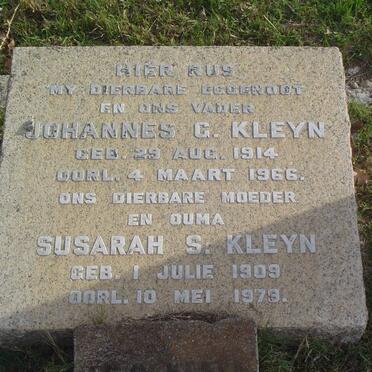 HIER RUS
MY DIERBARE EGGENOOT
EN ONS VADER
JOHANNES G. KLEYN
GEB. 29 AUG. 1914
OORL. 4 MAART 1966.
ONS DIERBARE MOEDER
EN OUMA
SUSARAH S. KLEYN
GEB. 1 JULIE 1909
OORL. 10 MEI 1979.